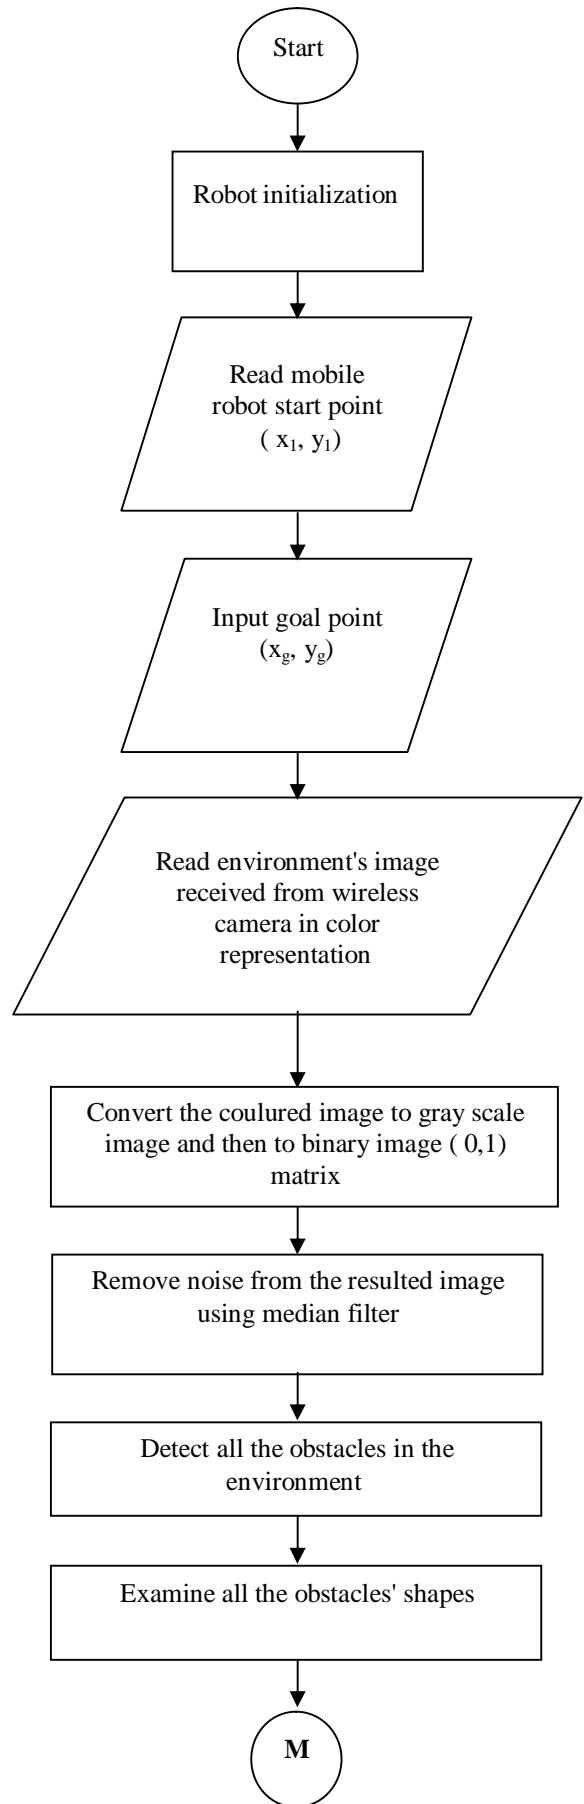 Start
Robot initialization
Read mobile
robot start point
( x₁, y₁)
Input goal point
(x_g, y_g)
Read environment's image
received from wireless
camera in color
representation
Convert the coulured image to gray scale
image and then to binary image ( 0,1)
matrix
Remove noise from the resulted image
using median filter
Detect all the obstacles in the
environment
Examine all the obstacles' shapes
M